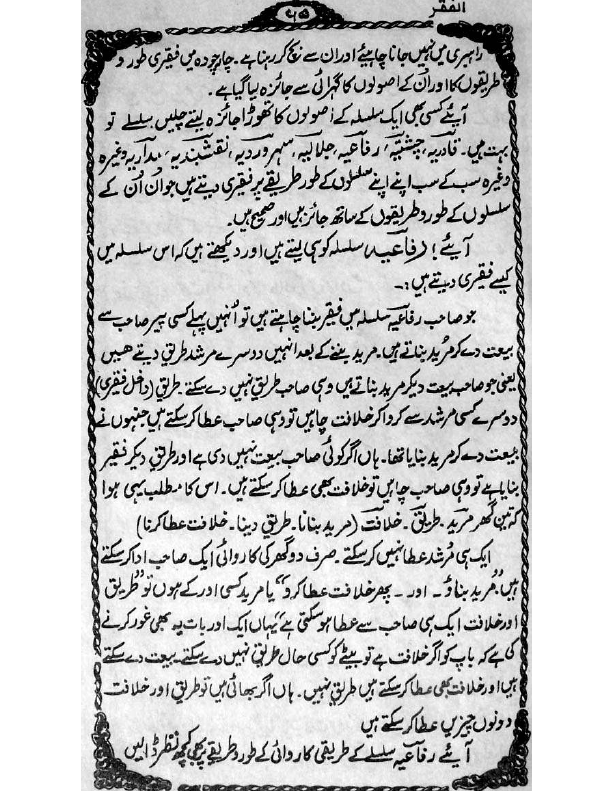 الفقر
۶۵
راہبری میں نہیں جانا چاہیئے اور ان سے بچ کر رہنا ہے۔ چارچودہ میں فقیری طور و
طریقوں کا اور اُن کے اصولوں کا گہرائی سے جائزہ لیا گیا ہے۔
آیئے کسی بھی ایک سلسلہ کے اُصولوں کا تھوڑا جائزہ لیتے چلیں۔ سلسلے تو
بہت ہیں۔ قادریہ، چشتیہ، رفاعیہ، جلالیہ، سہروردیہ، نقشبندیہ، مداریہ وغیرہ
وغیرہ سب کے سب اپنے اپنے سلسلوں کے طور طریقے پر فقیری دیتے ہیں جو اُن اُن کے
سلسلوں کے طور و طریقوں کے ساتھ جائز ہیں اور صحیح ہیں۔
آیئے! رفاعیہ سلسلہ کو ہی لیتے ہیں اور دیکھتے ہیں کہ اس سلسلہ میں
کیسے فقیری دیتے ہیں:۔
جو صاحب رفاعیہ سلسلہ میں فقیر بننا چاہتے ہیں تو اُنہیں پہلے کسی پیر صاحب سے
بیعت دے کر مُرید بناتے ہیں۔ مرید بننے کے بعد انہیں دوسرے مرشد طریق دیتے ہیں
یعنی جو صاحب بیعت دیکر مرید بناتے ہیں وہی صاحب طریق نہیں دے سکتے۔ طریق (داخل فقیری)
دوسرے کسی مرشد سے کروا کر خلافت چاہیں تو وہی صاحب عطا کر سکتے ہیں جنہوں نے
بیعت دے کر مرید بنایا تھا۔ ہاں اگر کوئی صاحب بیعت نہیں دی ہے اور طریق دیکر فقیر
بنایا ہے تو وہی صاحب چاہیں تو خلافت بھی عطا کر سکتے ہیں۔ اس کا مطلب یہی ہوا
کہ تین گھر مرید۔ طریق۔ خلافت (مرید بنانا۔ طریق دینا۔ خلافت عطا کرنا)
ایک ہی مُرشد عطا نہیں کر سکتے۔ صرف دو گھر کی کاروائی ایک صاحب ادا کر سکتے
ہیں۔ "مرید بناؤ۔ اور۔۔ پھر خلافت عطا کرو" یا مرید کسی اور کے ہوں تو "طریق
اور خلافت ایک ہی صاحب سے عطا ہو سکتی ہے" یہاں ایک اور بات یہ بھی غور کرنے
کی ہے کہ باپ کو اگر خلافت ہے تو بیٹے کو کسی حال طریق نہیں دے سکتے۔ بیعت دے سکتے
ہیں اور خلافت بھی عطا کر سکتے ہیں طریق نہیں۔ ہاں اگر بھائی ہیں تو طریق اور خلافت
دونوں چیزیں عطا کر سکتے ہیں
آیئے رفاعیہ سلسلے کے طریقی کاروائی کے طور و طریقے پر بھی کچھ نظر ڈالیں